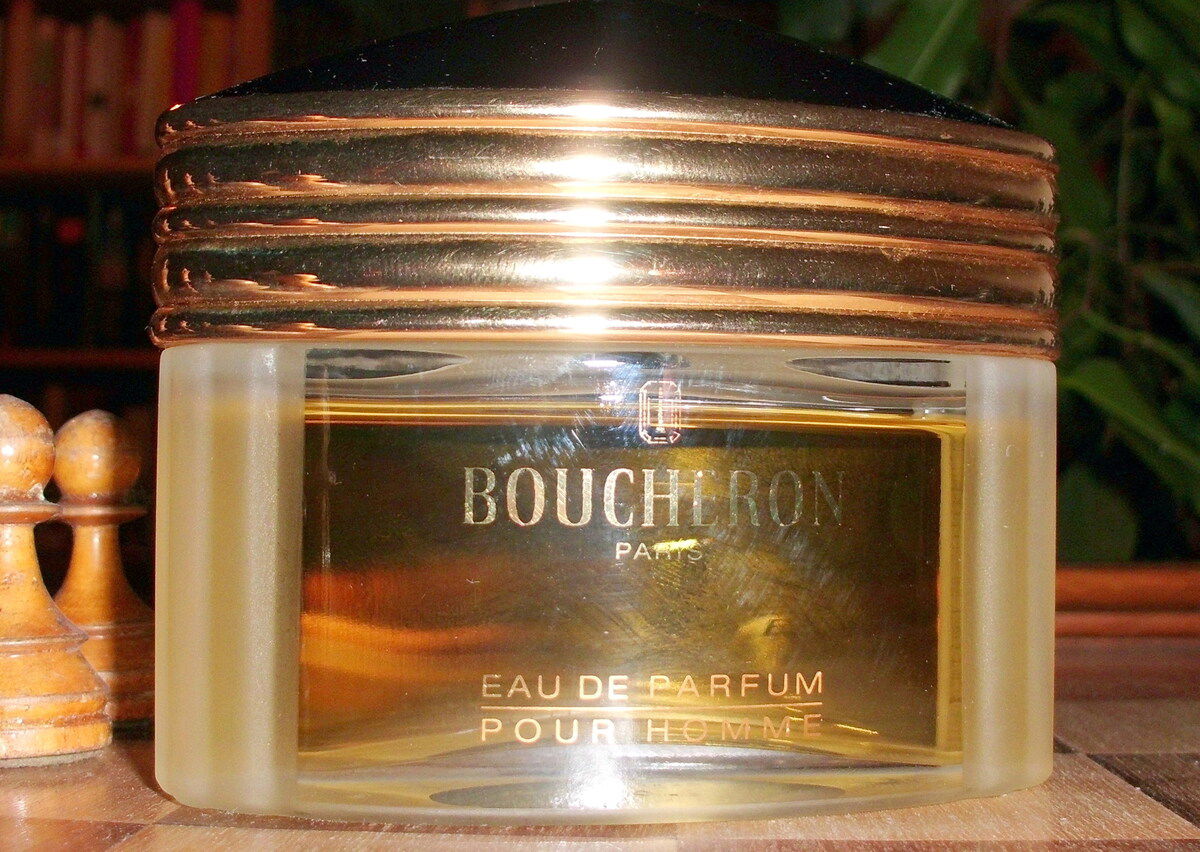 BOUCHERON
PARIS
EAU DE PARFUM
POUR HOMME